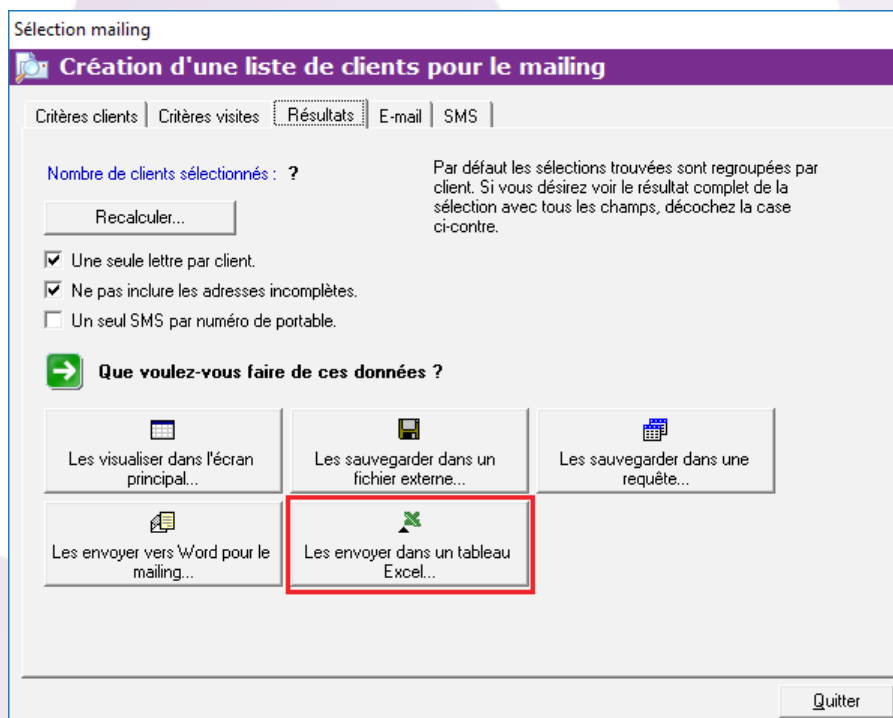 Sélection mailing
Création d'une liste de clients pour le mailing
Critères clients Critères visites Résultats E-mail SMS
Nombre de clients sélectionnés : ?
Recalculer...
Par défaut les sélections trouvées sont regroupées par
client. Si vous désirez voir le résultat complet de la
sélection avec tous les champs, décochez la case
ci-contre.
Une seule lettre par client.
Ne pas inclure les adresses incomplètes.
Un seul SMS par numéro de portable.
Que voulez-vous faire de ces données ?
Les visualiser dans l'écran
principal...
Les sauvegarder dans un
fichier externe...
Les sauvegarder dans une
requête...
Les envoyer vers Word pour le
mailing...
Les envoyer dans un tableau
Excel...
Quitter